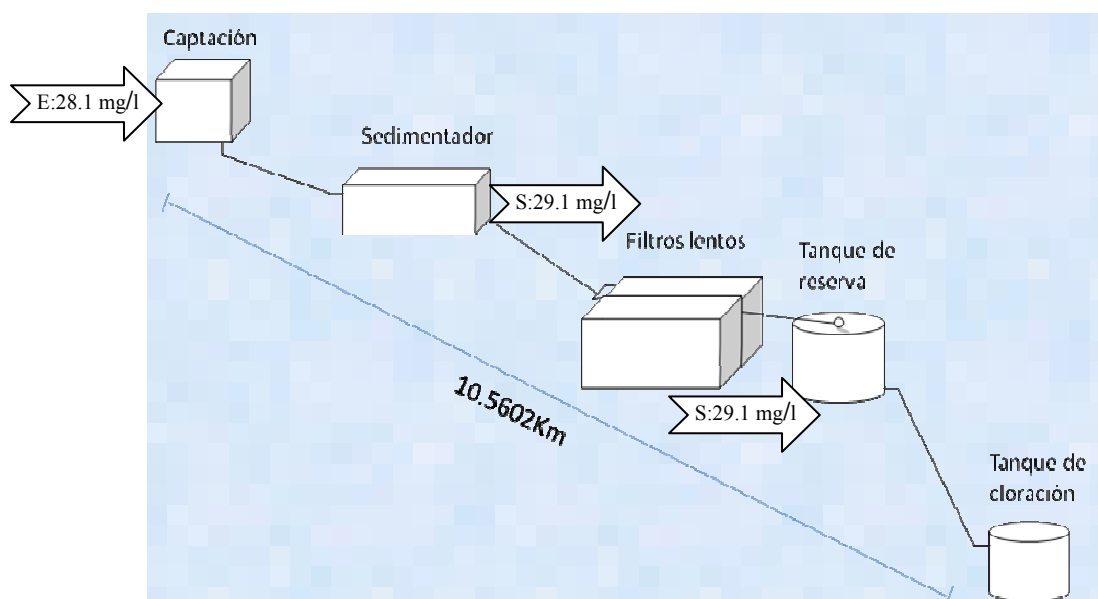 Captación
E:28.1 mg/l
Sedimentador
S:29.1 mg/l
Filtros lentos
Tanque de
reserva
10.5602Km
S:29.1 mg/l
Tanque de
cloración